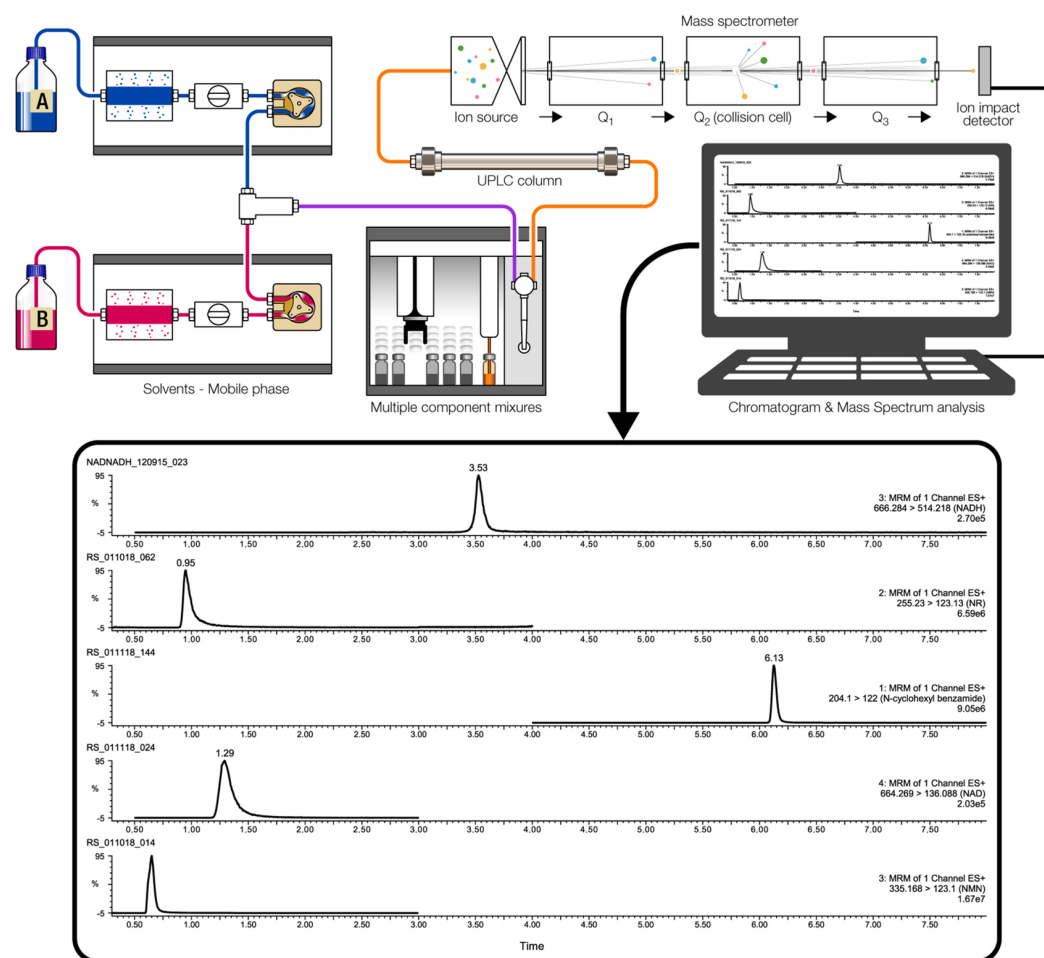 Mass spectrometer
A
Ion source
Q1
Q2 (collision cell)
Q3
Ion impact
detector
UPLC column
B
Solvents - Mobile phase
Multiple component mixures
Chromatogram & Mass Spectrum analysis
NADNADH_120915_023
3.53
95
%
-5
3: MRM of 1 Channel ES+
666.284 > 514.218 (NADH)
2.70e5
0.50 1.00 1.50 2.00 2.50 3.00 3.50 4.00 4.50 5.00 5.50 6.00 6.50 7.00 7.50
RS_011018_062
0.95
95
%
-5
2: MRM of 1 Channel ES+
255.23 > 123.13 (NR)
6.59e6
0.50 1.00 1.50 2.00 2.50 3.00 3.50 4.00 4.50 5.00 5.50 6.00 6.50 7.00 7.50
RS_011118_144
6.13
95
%
-5
1: MRM of 1 Channel ES+
204.1 > 122 (N-cyclohexyl benzamide)
9.05e6
0.50 1.00 1.50 2.00 2.50 3.00 3.50 4.00 4.50 5.00 5.50 6.00 6.50 7.00 7.50
RS_011118_024
1.29
95
%
-5
4: MRM of 1 Channel ES+
664.269 > 136.088 (NAD)
2.03e5
0.50 1.00 1.50 2.00 2.50 3.00 3.50 4.00 4.50 5.00 5.50 6.00 6.50 7.00 7.50
RS_011018_014
95
%
-5
3: MRM of 1 Channel ES+
335.168 > 123.1 (NMN)
1.67e7
0.50 1.00 1.50 2.00 2.50 3.00 3.50 4.00 4.50 5.00 5.50 6.00 6.50 7.00 7.50
Time